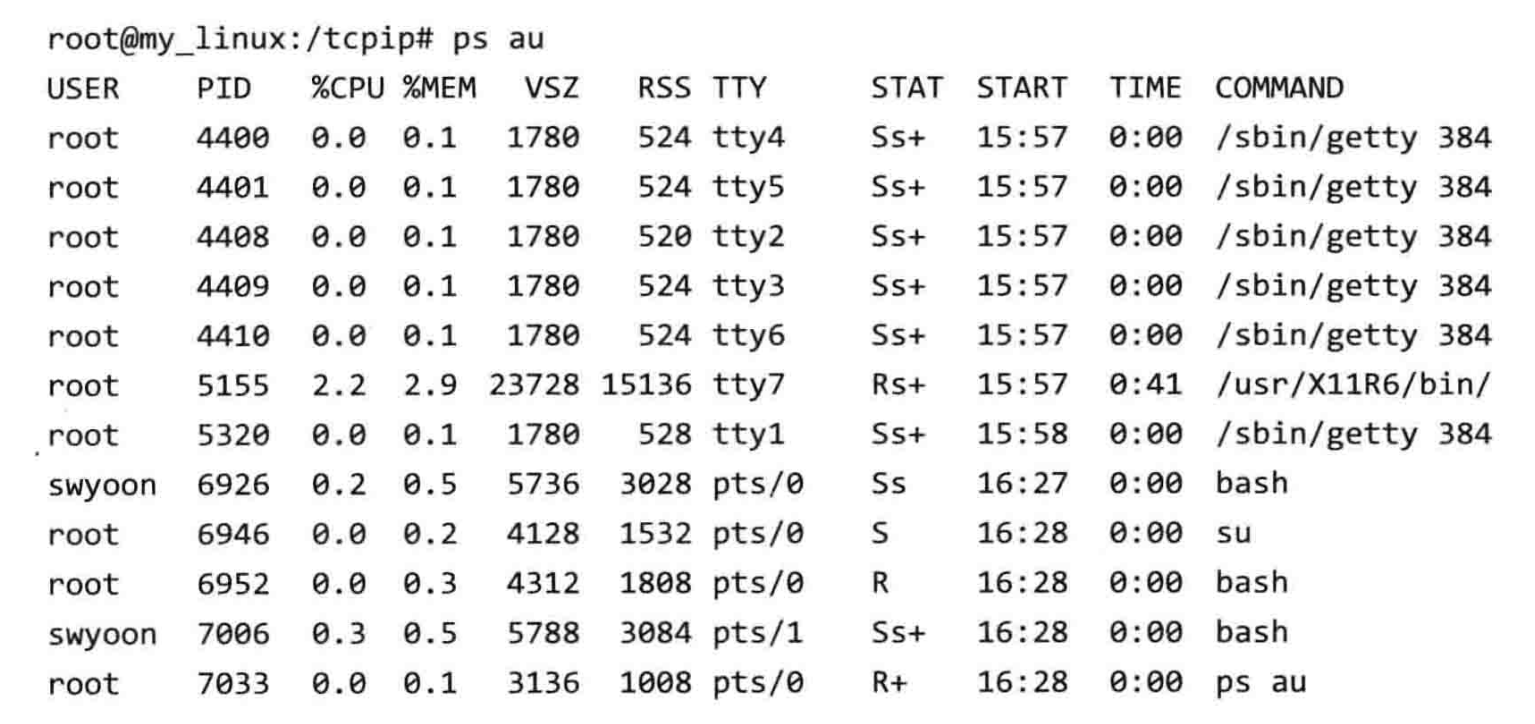 root@my_linux:/tcpip# ps au
USER PID %CPU %MEM VSZ RSS TTY STAT START TIME COMMAND
root 4400 0.0 0.1 1780 524 tty4 Ss+ 15:57 0:00 /sbin/getty 384
root 4401 0.0 0.1 1780 524 tty5 Ss+ 15:57 0:00 /sbin/getty 384
root 4408 0.0 0.1 1780 520 tty2 Ss+ 15:57 0:00 /sbin/getty 384
root 4409 0.0 0.1 1780 524 tty3 Ss+ 15:57 0:00 /sbin/getty 384
root 4410 0.0 0.1 1780 524 tty6 Ss+ 15:57 0:00 /sbin/getty 384
root 5155 2.2 2.9 23728 15136 tty7 Rs+ 15:57 0:41 /usr/X11R6/bin/
root 5320 0.0 0.1 1780 528 tty1 Ss+ 15:58 0:00 /sbin/getty 384
swyoon 6926 0.2 0.5 5736 3028 pts/0 Ss 16:27 0:00 bash
root 6946 0.0 0.2 4128 1532 pts/0 S 16:28 0:00 su
root 6952 0.0 0.3 4312 1808 pts/0 R 16:28 0:00 bash
swyoon 7006 0.3 0.5 5788 3084 pts/1 Ss+ 16:28 0:00 bash
root 7033 0.0 0.1 3136 1008 pts/0 R+ 16:28 0:00 ps au